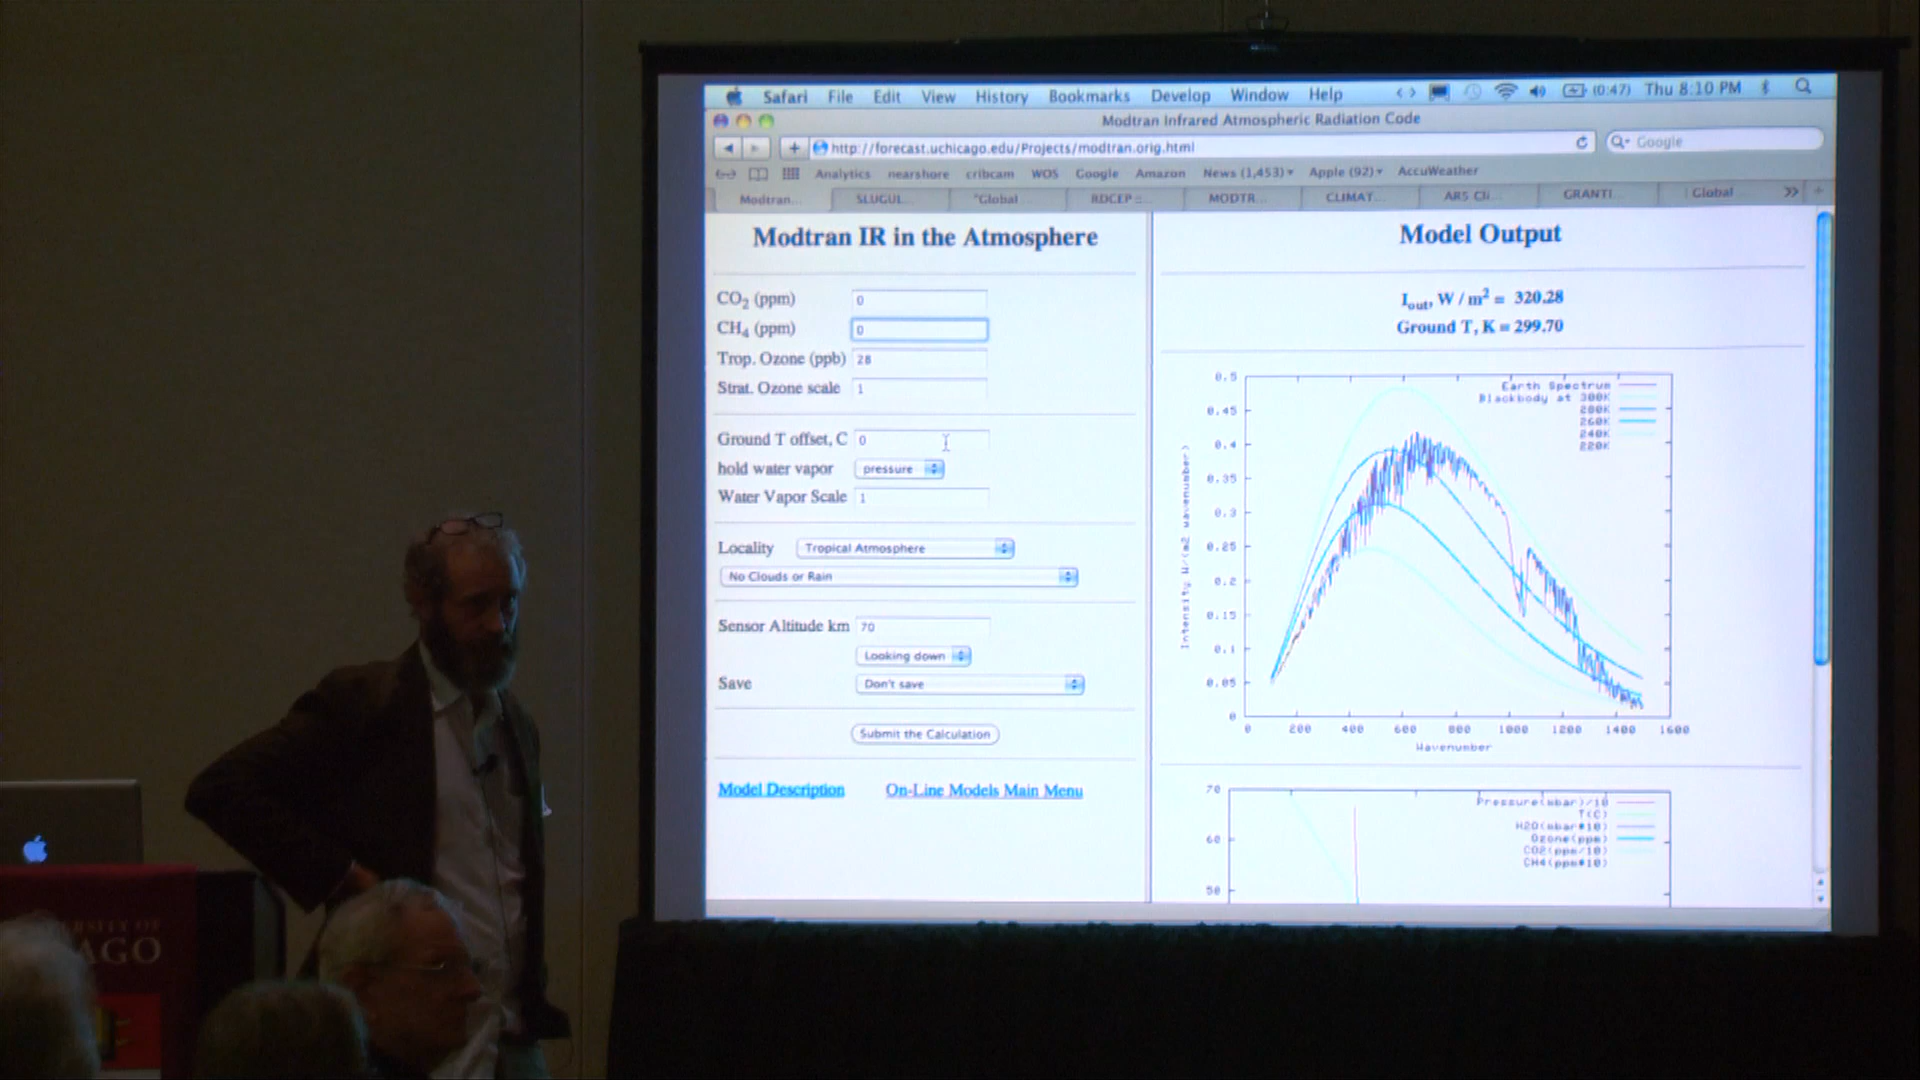 Safari File Edit View History Bookmarks Develop Window Help (0:47) Thu 8:10 PM
Modtran Infrared Atmospheric Radiation Code
http://forecast.uchicago.edu/Projects/modtran.orig.html Google
Analytics nearshore cribcam WOS Google Amazon News (1,453) Apple (92) AccuWeather
Modtran... SLUGUL... "Global ... RDCEP ::... MODTR... CLIMAT... AR5 Cli... GRANTI... Global
Modtran IR in the Atmosphere
CO2 (ppm) 0
CH4 (ppm) 0
Trop. Ozone (ppb) 28
Strat. Ozone scale 1
Ground T offset, C 0
hold water vapor pressure
Water Vapor Scale 1
Locality Tropical Atmosphere
No Clouds or Rain
Sensor Altitude km 70
Looking down
Save Don't save
Submit the Calculation
Model Description On-Line Models Main Menu
Model Output
Iout, W / m2 = 320.28
Ground T, K = 299.70
Earth Spectrum
Blackbody at 300K
280K
260K
240K
220K
0.5
0.45
0.4
0.35
0.3
0.25
0.2
0.15
0.1
0.05
0
Intensity W/(m2 wavenumber)
0 200 400 600 800 1000 1200 1400 1600
Wavenumber
70
60
50
Pressure(mbar)/10
T(C)
H2O(mbar*10)
Ozone(ppm)
CO2(ppm/10)
CH4(ppm*10)